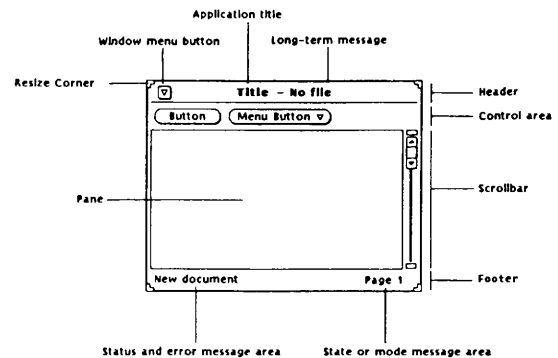 Application title
Window menu button
Long-term message
Resize Corner
Title - No file
Header
Button
Menu Button
Control area
Pane
Scrollbar
New document
Page 1
Footer
Status and error message area
State or mode message area